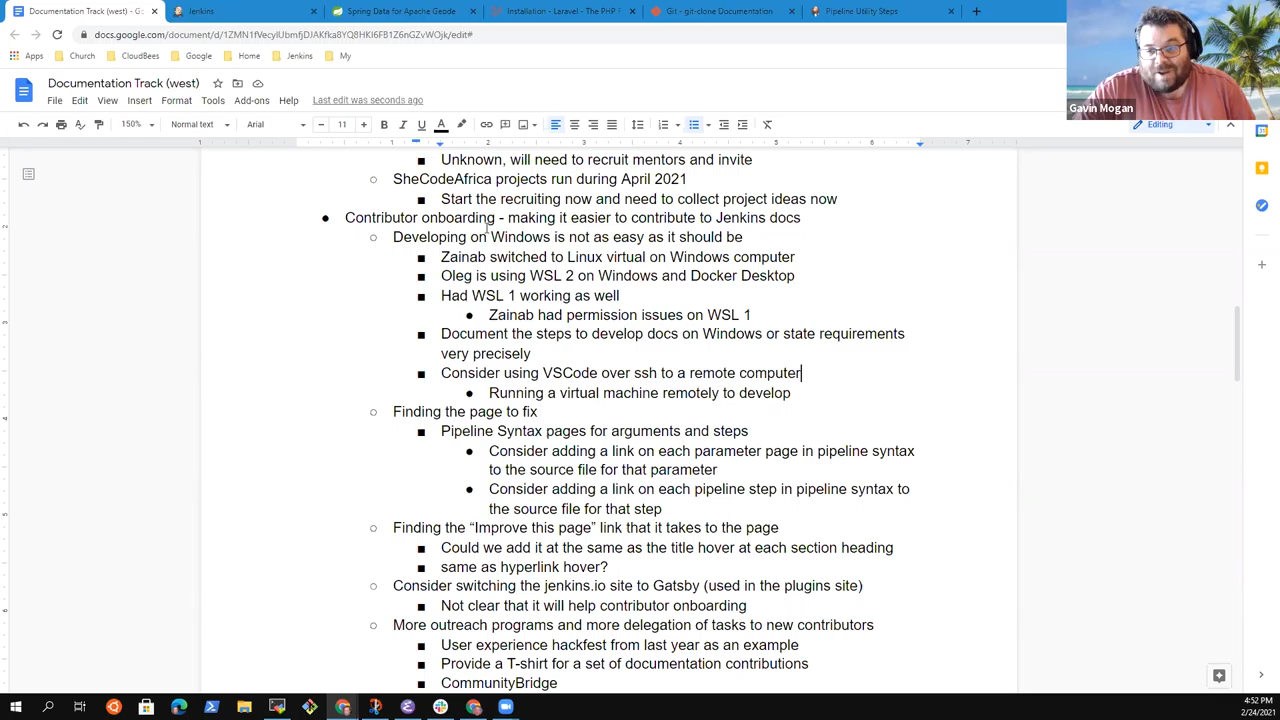 Documentation Track (west) - G
Jenkins
Spring Data for Apache Geode
Installation - Laravel - The PHP F
Git - git-clone Documentation
Pipeline Utility Steps
docs.google.com/document/d/1ZMN1fVecyIUbmfjDJAKfka8YQ8HKI6FB1Z6nGZvWOjk/edit#
Apps
Church
CloudBees
Google
Home
Jenkins
My
Documentation Track (west)
File Edit View Insert Format Tools Add-ons Help Last edit was seconds ago
Gavin Mogan
150% Normal text Arial 11 Editing
1 1 2 3 4 5 6 7
Unknown, will need to recruit mentors and invite
SheCodeAfrica projects run during April 2021
Start the recruiting now and need to collect project ideas now
Contributor onboarding - making it easier to contribute to Jenkins docs
Developing on Windows is not as easy as it should be
Zainab switched to Linux virtual on Windows computer
Oleg is using WSL 2 on Windows and Docker Desktop
Had WSL 1 working as well
Zainab had permission issues on WSL 1
Document the steps to develop docs on Windows or state requirements
very precisely
Consider using VSCode over ssh to a remote computer
Running a virtual machine remotely to develop
Finding the page to fix
Pipeline Syntax pages for arguments and steps
Consider adding a link on each parameter page in pipeline syntax
to the source file for that parameter
Consider adding a link on each pipeline step in pipeline syntax to
the source file for that step
Finding the “Improve this page” link that it takes to the page
Could we add it at the same as the title hover at each section heading
same as hyperlink hover?
Consider switching the jenkins.io site to Gatsby (used in the plugins site)
Not clear that it will help contributor onboarding
More outreach programs and more delegation of tasks to new contributors
User experience hackfest from last year as an example
Provide a T-shirt for a set of documentation contributions
CommunityBridge
4:52 PM
2/24/2021